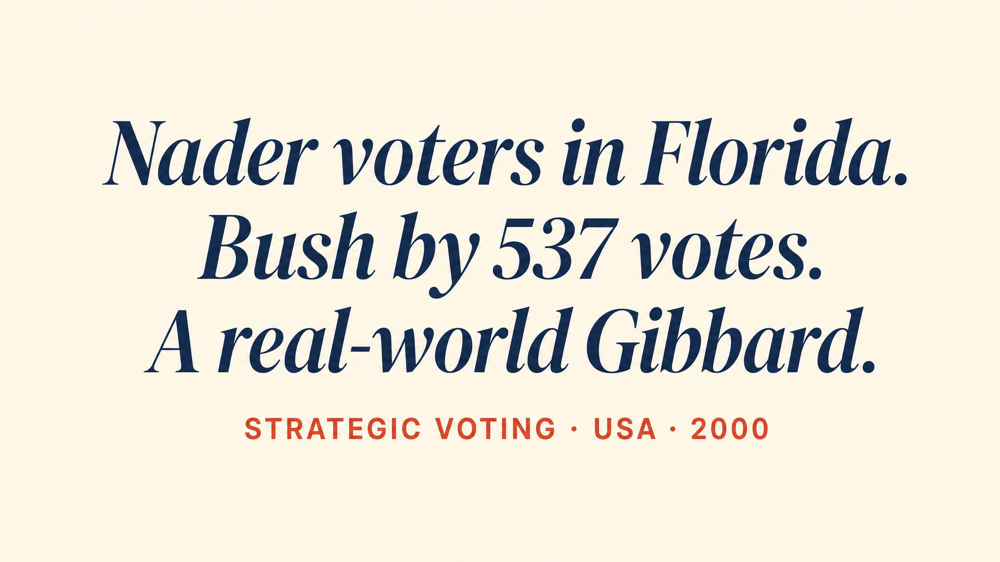 Nader voters in Florida.
Bush by 537 votes.
A real-world Gibbard.
STRATEGIC VOTING · USA · 2000